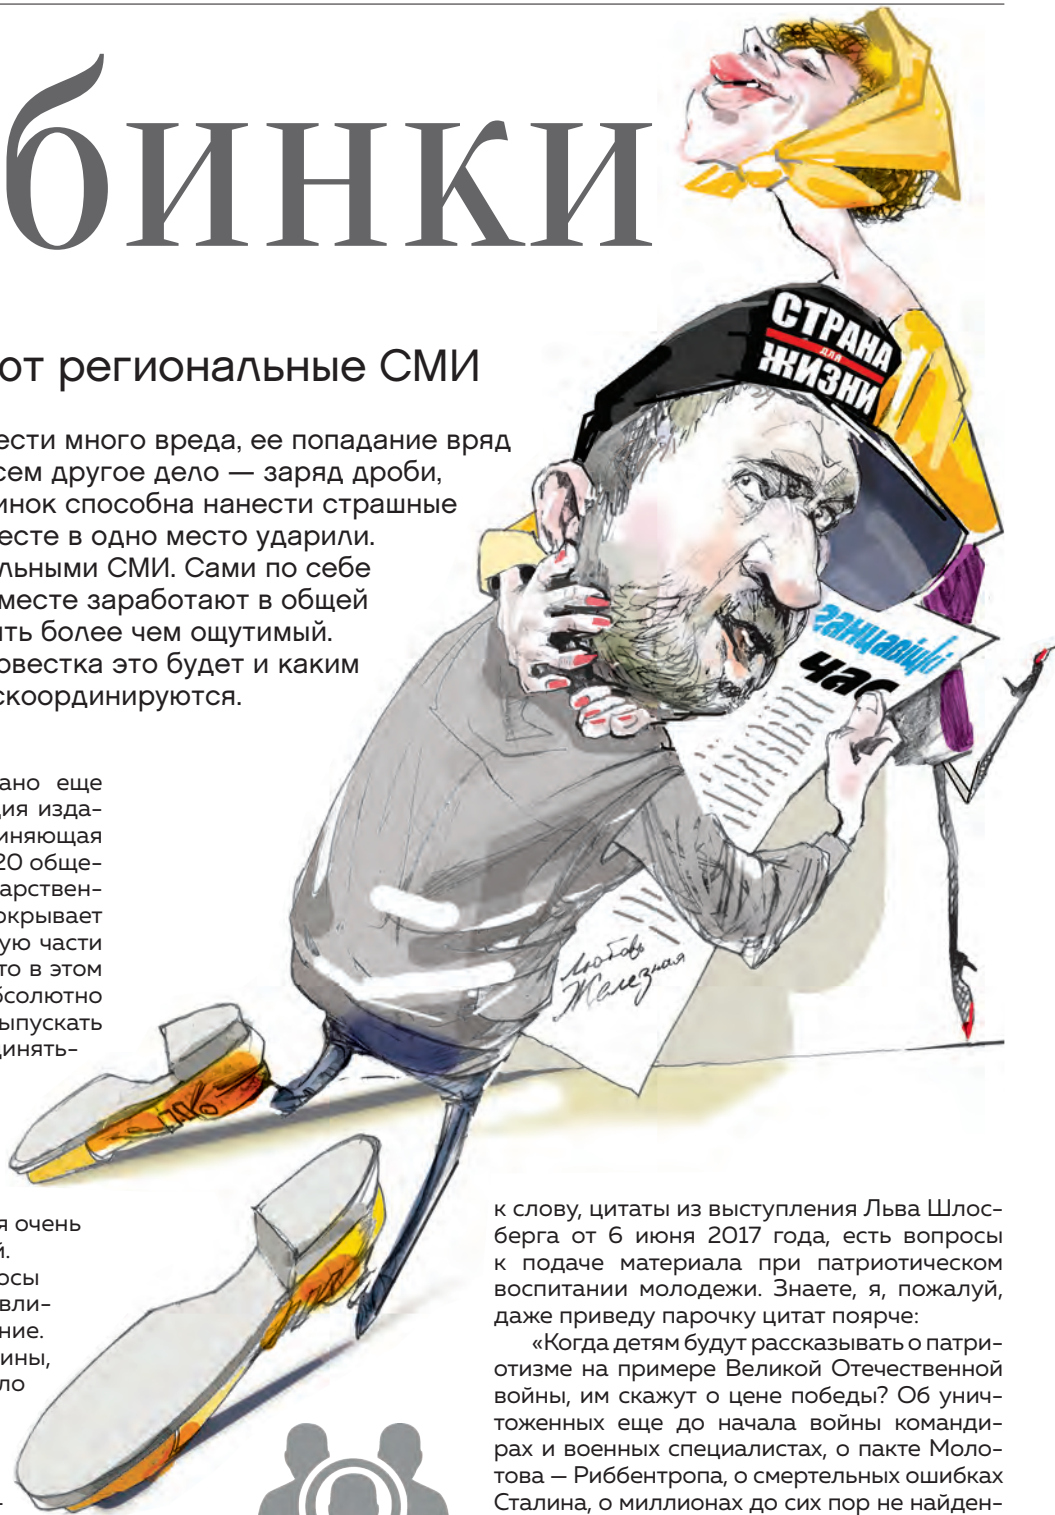 бинки
от региональные СМИ
ести много вреда, ее попадание вряд
сем другое дело — заряд дроби,
инок способна нанести страшные
есте в одно место ударили.
льными СМИ. Сами по себе
месте заработают в общей
ить более чем ощутимый.
овестка это будет и каким
скоординируются.
СТРАНА
ДЛЯ
ЖИЗНИ
ганцавіцкі
час
Любовь
Железная
ано еще
ция изда-
иняющая
20 обще-
дарствен-
окрывает
ую части
то в этом
бсолютно
выпускать
динять-
я очень
й.
осы
вли-
ние.
ины,
ло
к слову, цитаты из выступления Льва Шлос-
берга от 6 июня 2017 года, есть вопросы
к подаче материала при патриотическом
воспитании молодежи. Знаете, я, пожалуй,
даже приведу парочку цитат поярче:
«Когда детям будут рассказывать о патри-
отизме на примере Великой Отечественной
войны, им скажут о цене победы? Об унич-
тоженных еще до начала войны команди-
рах и военных специалистах, о пакте Моло-
това — Риббентропа, о смертельных ошибках
Сталина, о миллионах до сих пор не найден-